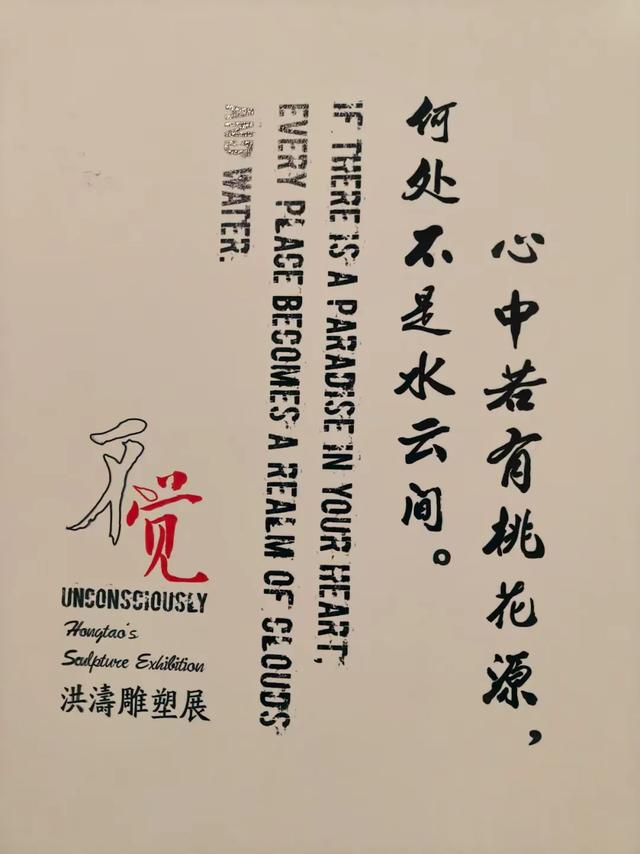 心中若有桃花源，
何处不是水云间。
IF THERE IS A PARADISE IN YOUR HEART,
EVERY PLACE BECOMES A REALM OF CLOUDS
AND WATER.
不觉
UNCONSCIOUSLY
Hongtao's
Sculpture Exhibition
洪濤雕塑展